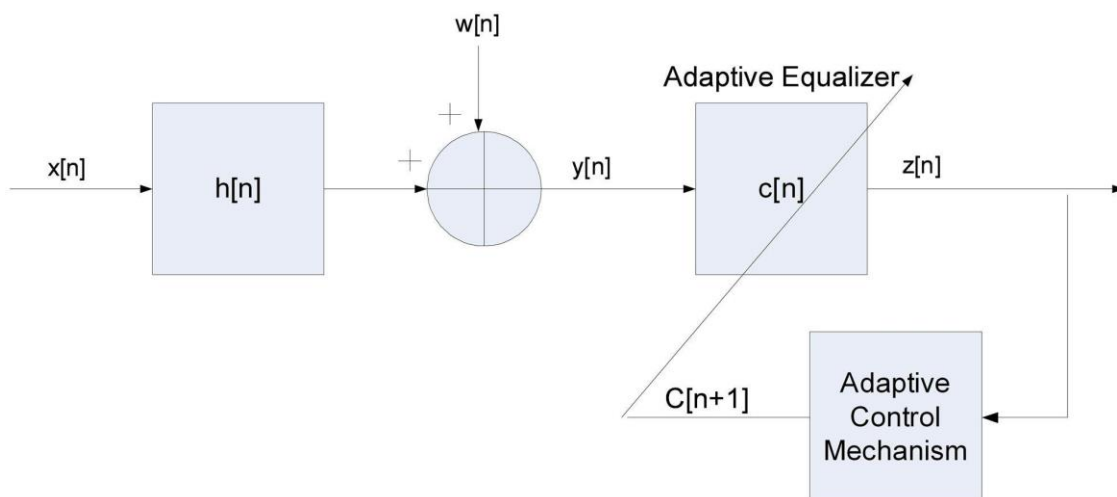 w[n]
Adaptive Equalizer
+
+
x[n]
h[n]
y[n]
c[n]
z[n]
C[n+1]
Adaptive
Control
Mechanism